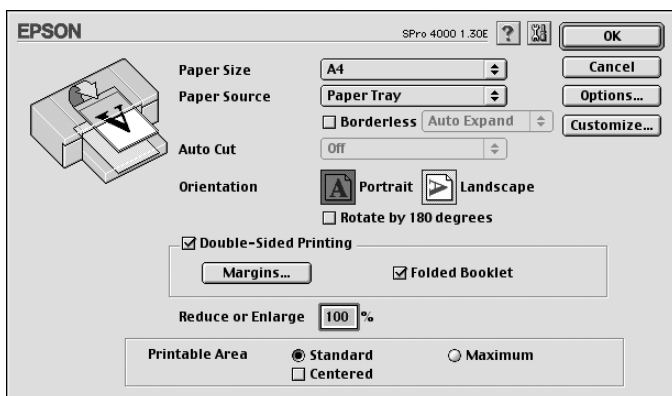 EPSON
SPro 4000 1.30E ?
OK
Paper Size A4
Cancel
Paper Source Paper Tray
Options...
Borderless Auto Expand
Customize...
Auto Cut Off
Orientation A Portrait A Landscape
Rotate by 180 degrees
Double-Sided Printing
Margins... Folded Booklet
Reduce or Enlarge 100 %
Printable Area Standard Maximum
Centered
A